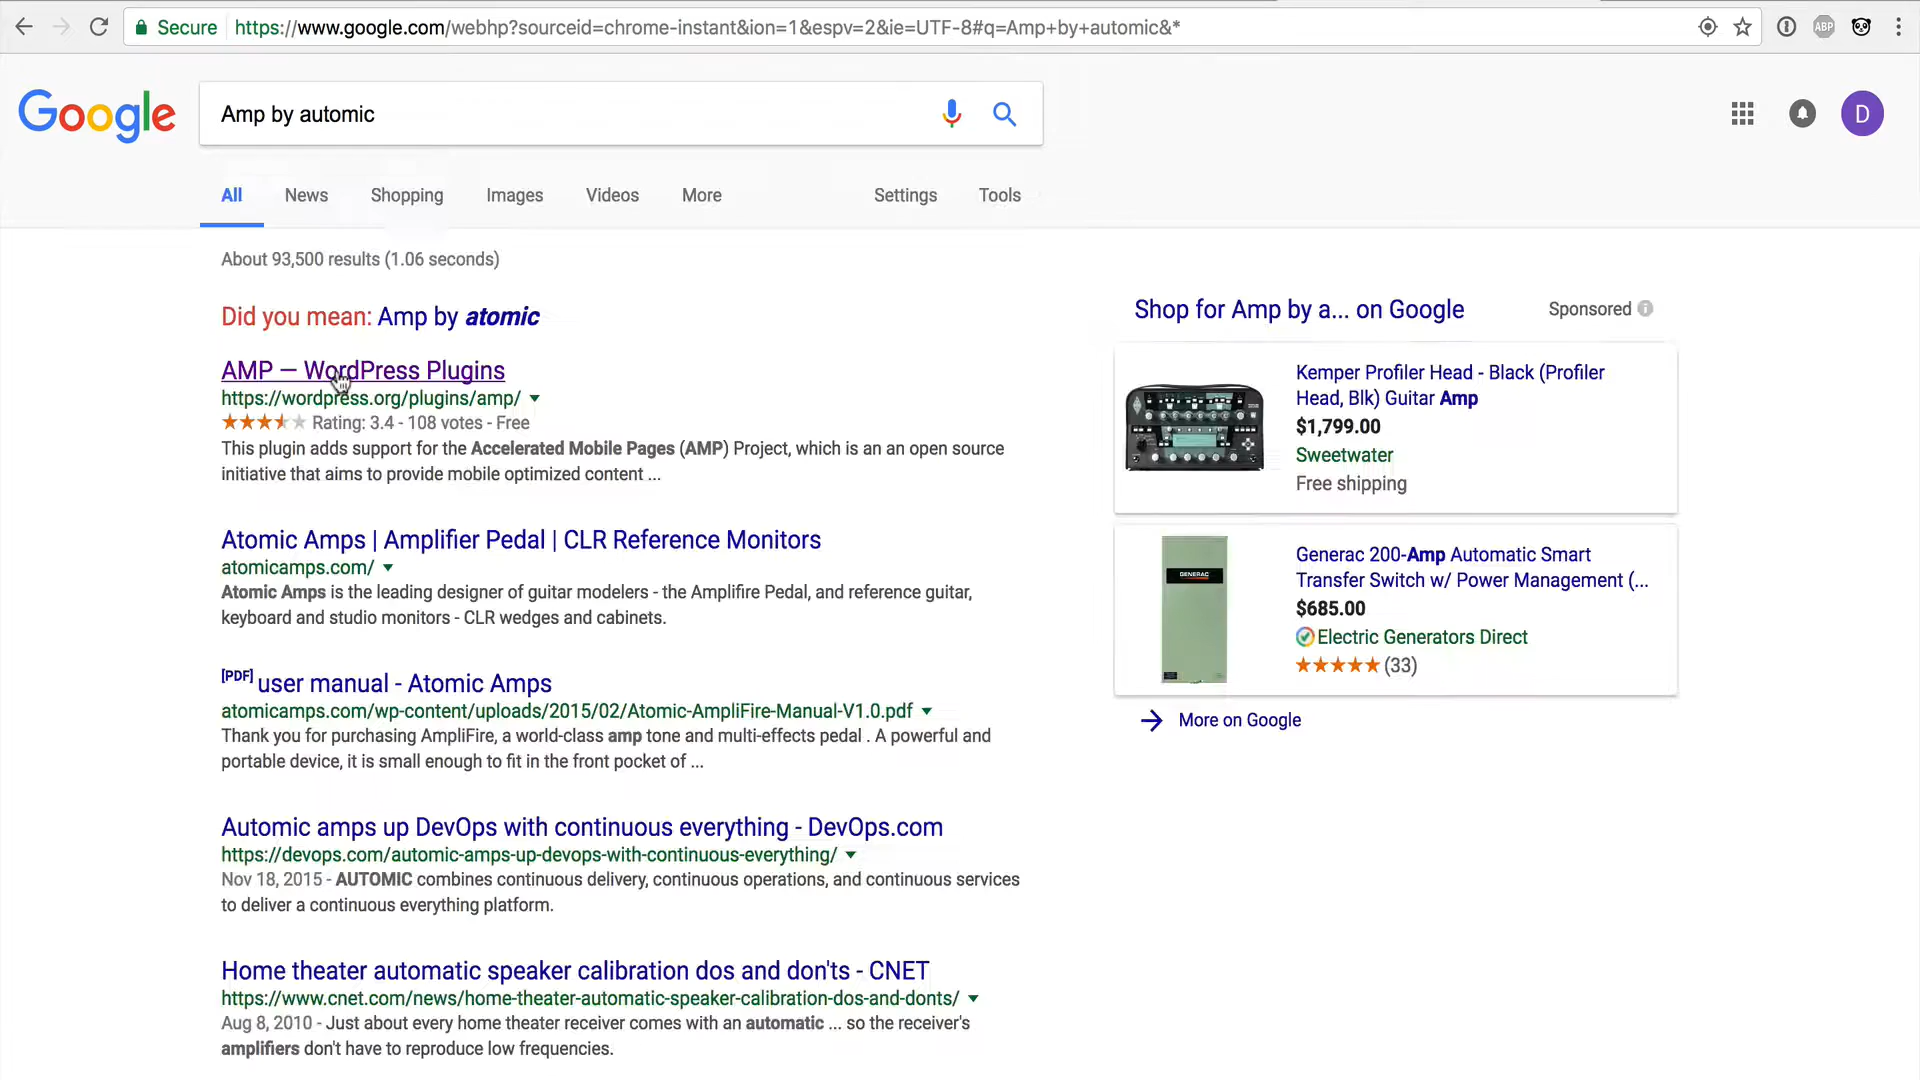 Secure https://www.google.com/webhp?sourceid=chrome-instant&ion=1&espv=2&ie=UTF-8#q=Amp+by+automic&*
ABP
Google
Amp by automic
D
All News Shopping Images Videos More Settings Tools
About 93,500 results (1.06 seconds)
Did you mean: Amp by atomic
AMP — WordPress Plugins
https://wordpress.org/plugins/amp/
Rating: 3.4 - 108 votes - Free
This plugin adds support for the Accelerated Mobile Pages (AMP) Project, which is an an open source
initiative that aims to provide mobile optimized content ...
Atomic Amps | Amplifier Pedal | CLR Reference Monitors
atomicamps.com/
Atomic Amps is the leading designer of guitar modelers - the Amplifire Pedal, and reference guitar,
keyboard and studio monitors - CLR wedges and cabinets.
[PDF] user manual - Atomic Amps
atomicamps.com/wp-content/uploads/2015/02/Atomic-AmpliFire-Manual-V1.0.pdf
Thank you for purchasing AmpliFire, a world-class amp tone and multi-effects pedal . A powerful and
portable device, it is small enough to fit in the front pocket of ...
Automic amps up DevOps with continuous everything - DevOps.com
https://devops.com/automic-amps-up-devops-with-continuous-everything/
Nov 18, 2015 - AUTOMIC combines continuous delivery, continuous operations, and continuous services
to deliver a continuous everything platform.
Home theater automatic speaker calibration dos and don'ts - CNET
https://www.cnet.com/news/home-theater-automatic-speaker-calibration-dos-and-donts/
Aug 8, 2010 - Just about every home theater receiver comes with an automatic ... so the receiver's
amplifiers don't have to reproduce low frequencies.
Shop for Amp by a... on Google Sponsored
Kemper Profiler Head - Black (Profiler
Head, Blk) Guitar Amp
$1,799.00
Sweetwater
Free shipping
GENERAC
Generac 200-Amp Automatic Smart
Transfer Switch w/ Power Management (...
$685.00
Electric Generators Direct
(33)
More on Google